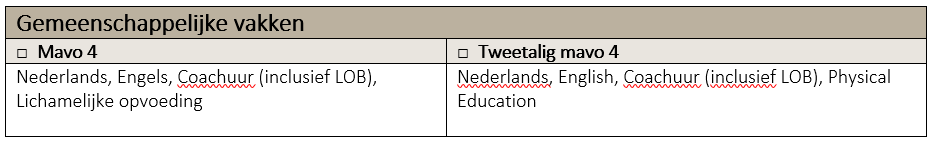 Gemeenschappelijke vakken
□ Mavo 4
□ Tweetalig mavo 4
Nederlands, Engels, Coachuur (inclusief LOB),
Lichamelijke opvoeding
Nederlands, English, Coachuur (inclusief LOB), Physical
Education